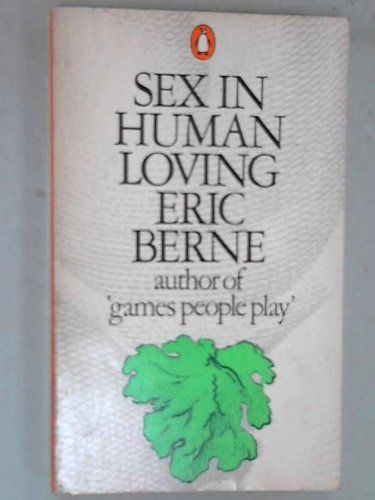 SEX IN
HUMAN
LOVING
ERIC
BERNE
author of
'games people play'